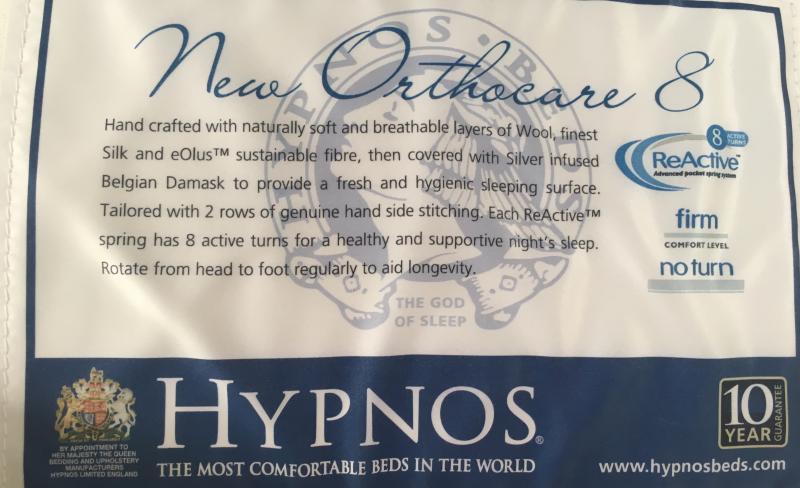 New Orthocare 8
Hand crafted with naturally soft and breathable layers of Wool, finest
Silk and eOlus™ sustainable fibre, then covered with Silver infused
Belgian Damask to provide a fresh and hygienic sleeping surface.
Tailored with 2 rows of genuine hand side stitching. Each ReActive™
spring has 8 active turns for a healthy and supportive night's sleep.
Rotate from head to foot regularly to aid longevity.
HYPNOS · BEDS
THE GOD
OF SLEEP
8 ACTIVE
TURNS
ReActive™
Advanced pocket spring system
firm
COMFORT LEVEL
no turn
BY APPOINTMENT TO
HER MAJESTY THE QUEEN
BEDDING AND UPHOLSTERY
MANUFACTURERS
HYPNOS LIMITED ENGLAND
HYPNOS®
THE MOST COMFORTABLE BEDS IN THE WORLD
10
YEAR
GUARANTEE
www.hypnosbeds.com